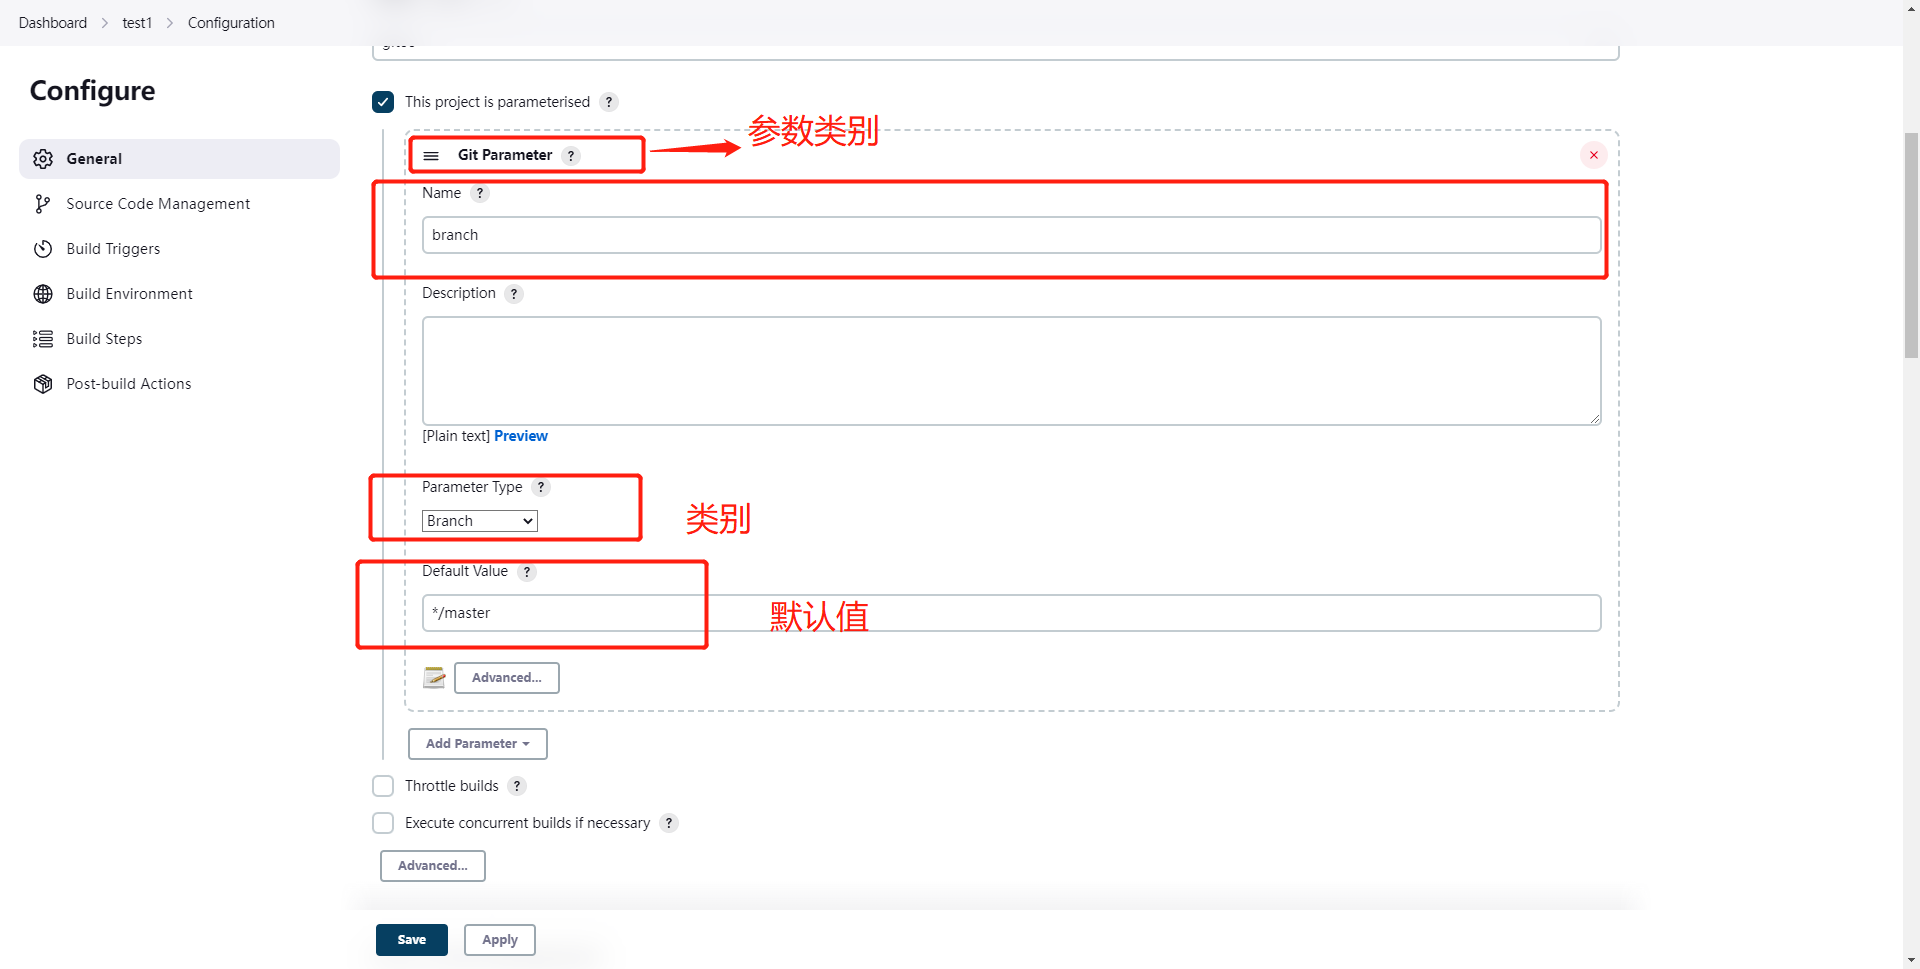 Dashboard
test1
Configuration
Configure
General
Source Code Management
Build Triggers
Build Environment
Build Steps
Post-build Actions
This project is parameterised ?
参数类别
Git Parameter ?
Name ?
branch
Description ?
[Plain text] Preview
Parameter Type ?
Branch
类别
Default Value ?
*/master
默认值
Advanced...
Add Parameter
Throttle builds ?
Execute concurrent builds if necessary ?
Advanced...
Save
Apply